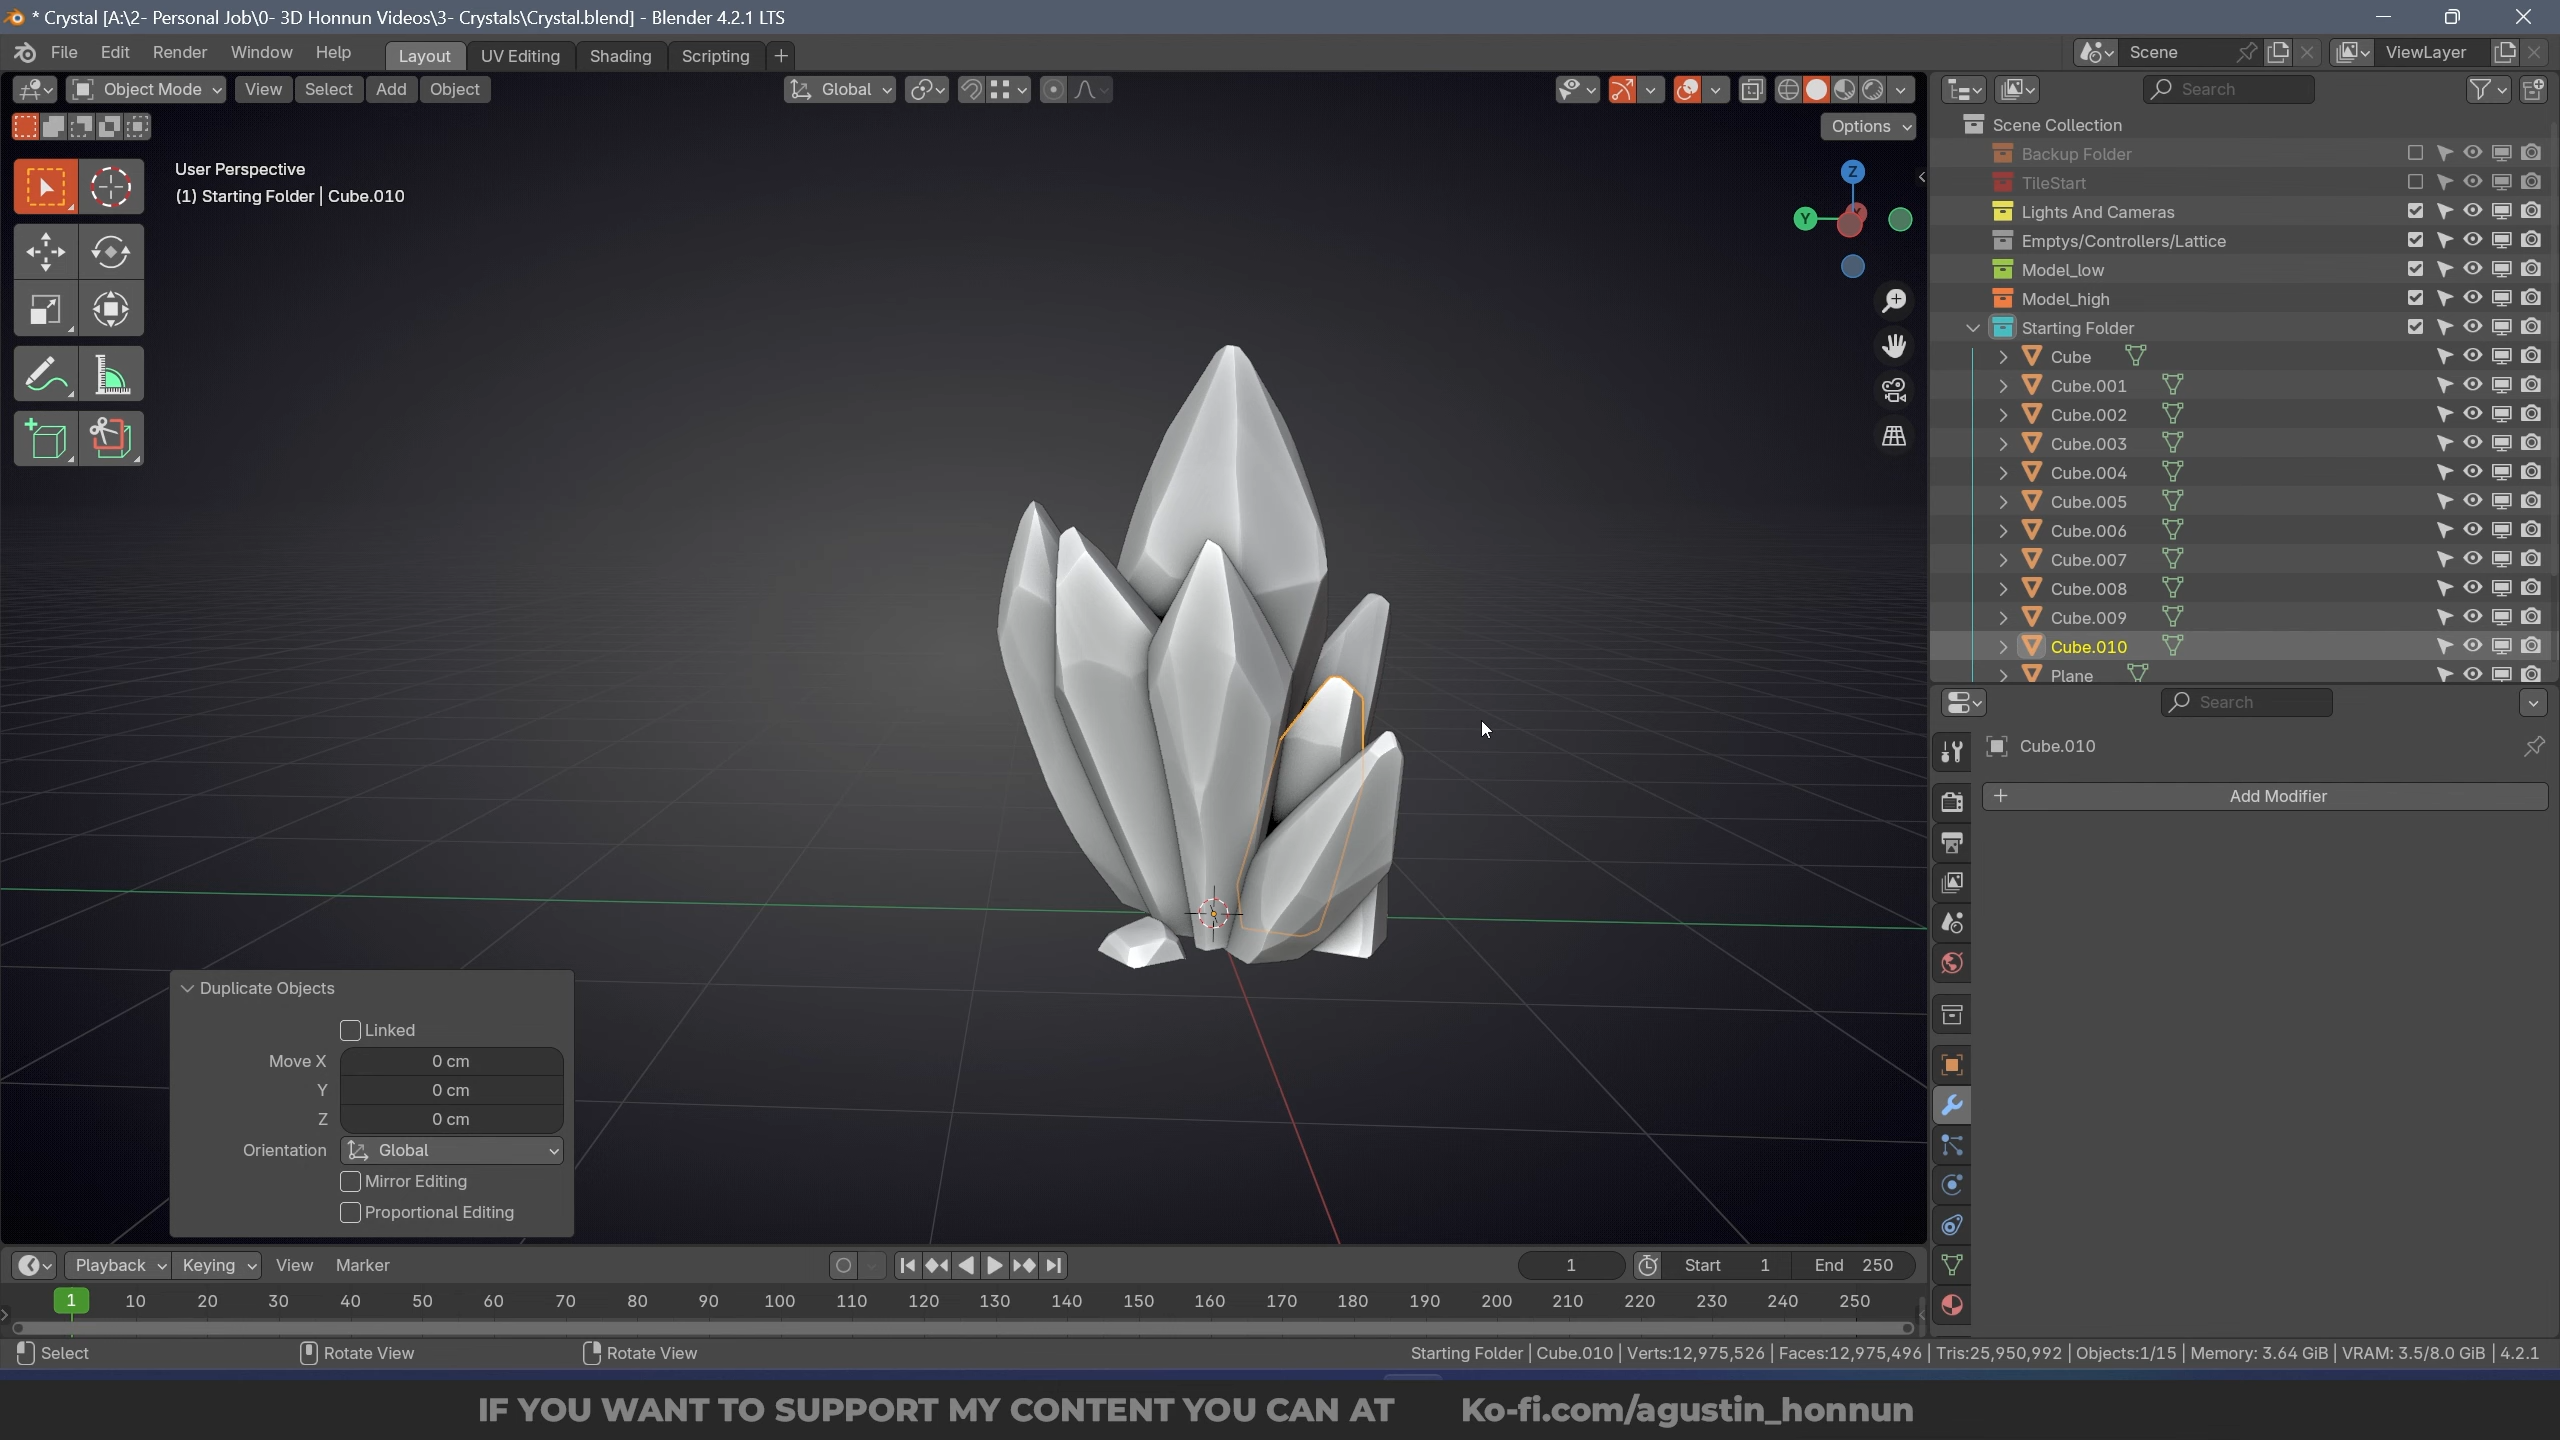 * Crystal [A:\2- Personal Job\0- 3D Honnun Videos\3- Crystals\Crystal.blend] - Blender 4.2.1 LTS
File Edit Render Window Help Layout UV Editing Shading Scripting + Scene ViewLayer
Object Mode View Select Add Object Global Search
Options
User Perspective
(1) Starting Folder | Cube.010
Z
Y
Scene Collection
Backup Folder
TileStart
Lights And Cameras
Emptys/Controllers/Lattice
Model_low
Model_high
Starting Folder
Cube
Cube.001
Cube.002
Cube.003
Cube.004
Cube.005
Cube.006
Cube.007
Cube.008
Cube.009
Cube.010
Plane
Search
Cube.010
+ Add Modifier
Duplicate Objects
Linked
Move X 0 cm
Y 0 cm
Z 0 cm
Orientation Global
Mirror Editing
Proportional Editing
Playback Keying View Marker 1 Start 1 End 250
1 10 20 30 40 50 60 70 80 90 100 110 120 130 140 150 160 170 180 190 200 210 220 230 240 250
Select Rotate View Rotate View Starting Folder | Cube.010 | Verts:12,975,526 | Faces:12,975,496 | Tris:25,950,992 | Objects:1/15 | Memory: 3.64 GiB | VRAM: 3.5/8.0 GiB | 4.2.1
IF YOU WANT TO SUPPORT MY CONTENT YOU CAN AT Ko-fi.com/agustin_honnun